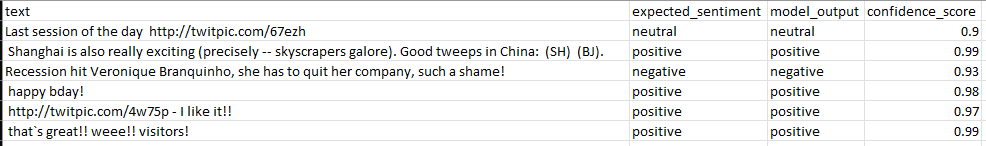 text expected_sentiment model_output confidence_score
Last session of the day  http://twitpic.com/67ezh neutral neutral 0.9
Shanghai is also really exciting (precisely -- skyscrapers galore). Good tweeps in China:  (SH)  (BJ). positive positive 0.99
Recession hit Veronique Branquinho, she has to quit her company, such a shame! negative negative 0.93
happy bday! positive positive 0.98
http://twitpic.com/4w75p - I like it!! positive positive 0.97
that`s great!! weee!! visitors! positive positive 0.99